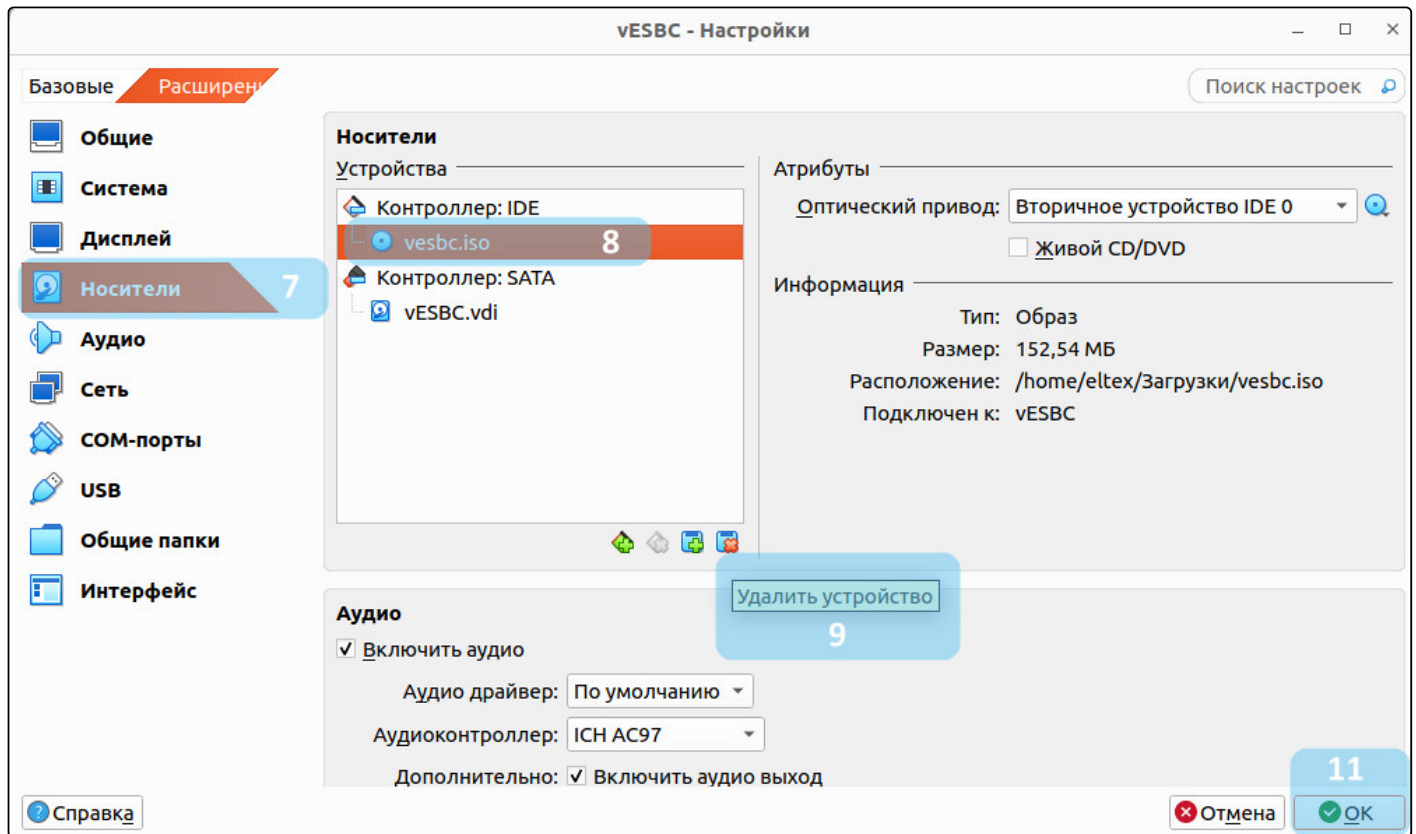 vESBC - Настройки
Базовые Расширен
Поиск настроек
Общие
Система
Дисплей
Носители 7
Аудио
Сеть
COM-порты
USB
Общие папки
Интерфейс
Носители
Устройства
Контроллер: IDE
vesbc.iso 8
Контроллер: SATA
vESBC.vdi
Атрибуты
Оптический привод: Вторичное устройство IDE 0
Живой CD/DVD
Информация
Тип: Образ
Размер: 152,54 МБ
Расположение: /home/eltex/Загрузки/vesbc.iso
Подключен к: vESBC
Удалить устройство
9
Аудио
Включить аудио
Аудио драйвер: По умолчанию
Аудиоконтроллер: ICH AC97
Дополнительно: Включить аудио выход
11
Справка
Отмена
OK